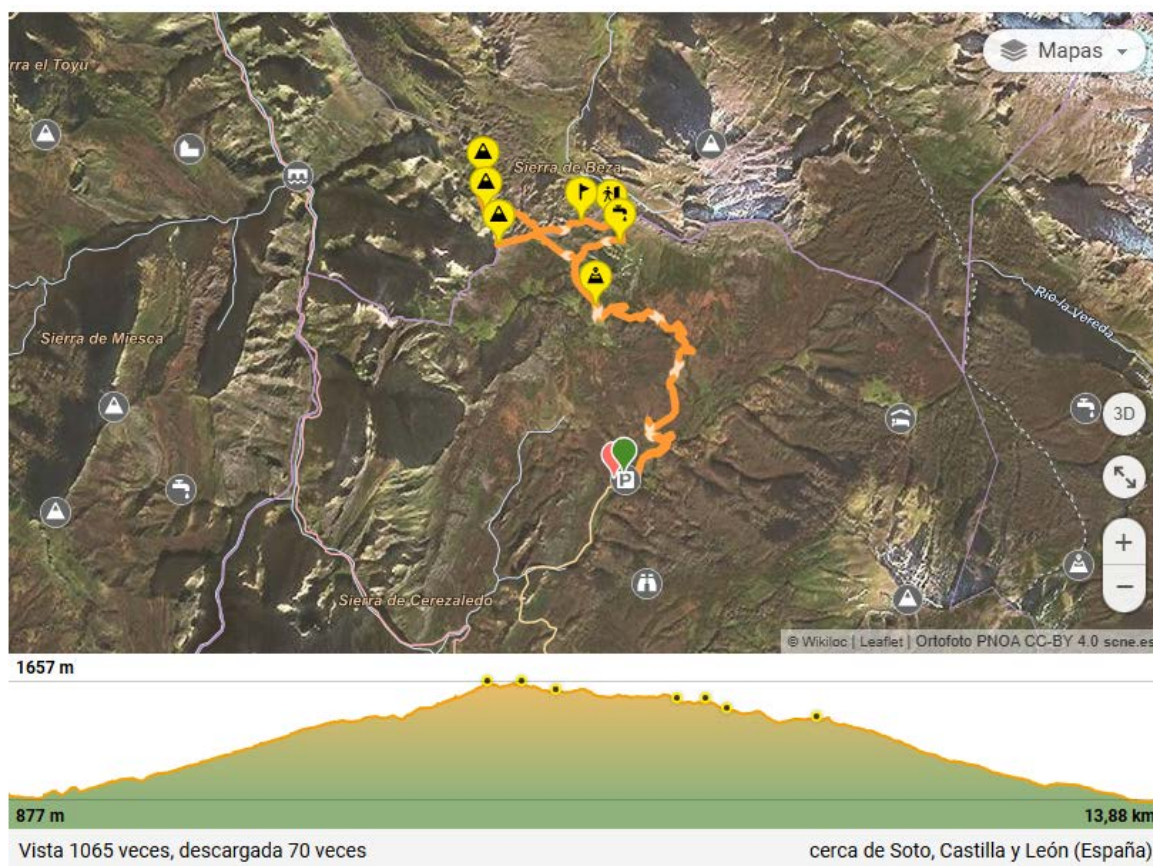 rra el Toyu
Mapas
Sierra de Beza
Río la Vereda
Sierra de Miesca
3D
P
+
−
Sierra de Cerezaledo
© Wikiloc | Leaflet | Ortofoto PNOA CC-BY 4.0 scne.es
1657 m
877 m
13,88 km
Vista 1065 veces, descargada 70 veces
cerca de Soto, Castilla y León (España)